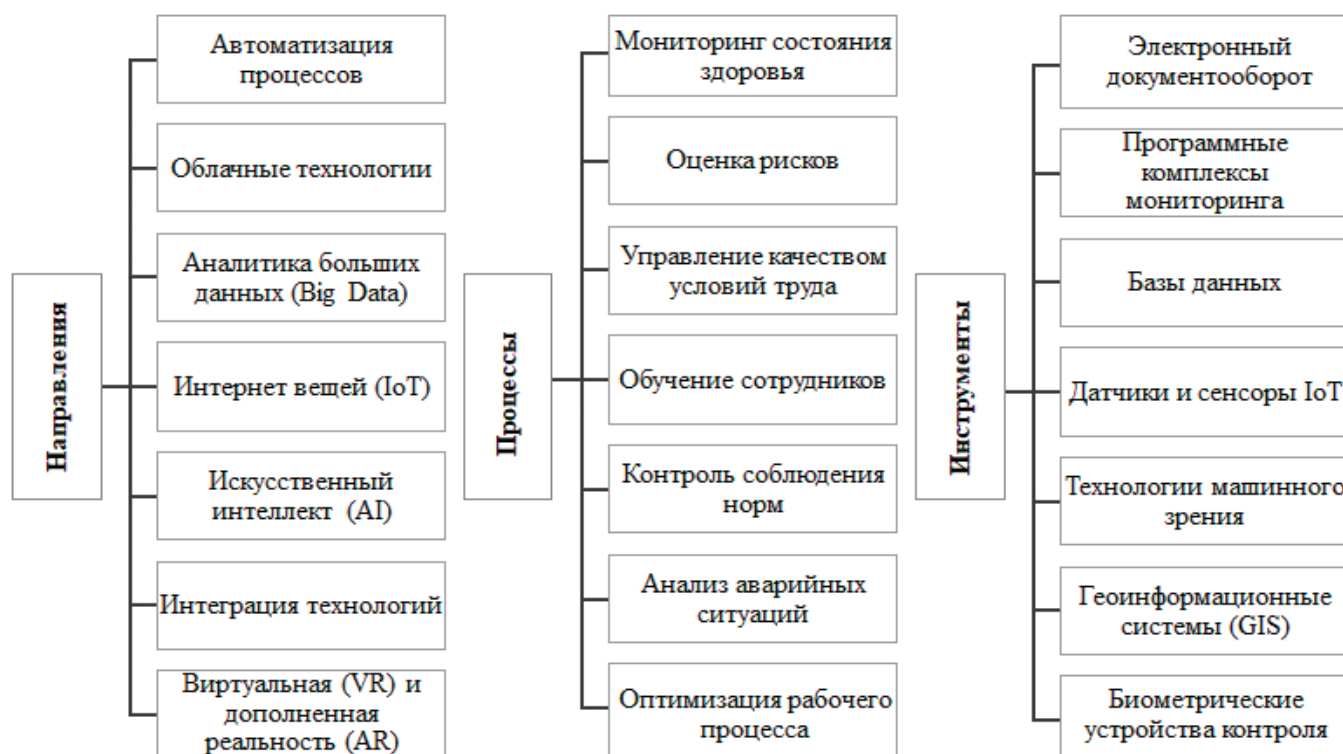 Направления
Автоматизация
процессов
Облачные технологии
Аналитика больших
данных (Big Data)
Интернет вещей (IoT)
Искусственный
интеллект (AI)
Интеграция технологий
Виртуальная (VR) и
дополненная
реальность (AR)
Процессы
Мониторинг состояния
здоровья
Оценка рисков
Управление качеством
условий труда
Обучение сотрудников
Контроль соблюдения
норм
Анализ аварийных
ситуаций
Оптимизация рабочего
процесса
Инструменты
Электронный
документооборот
Программные
комплексы
мониторинга
Базы данных
Датчики и сенсоры IoT
Технологии машинного
зрения
Геоинформационные
системы (GIS)
Биометрические
устройства контроля